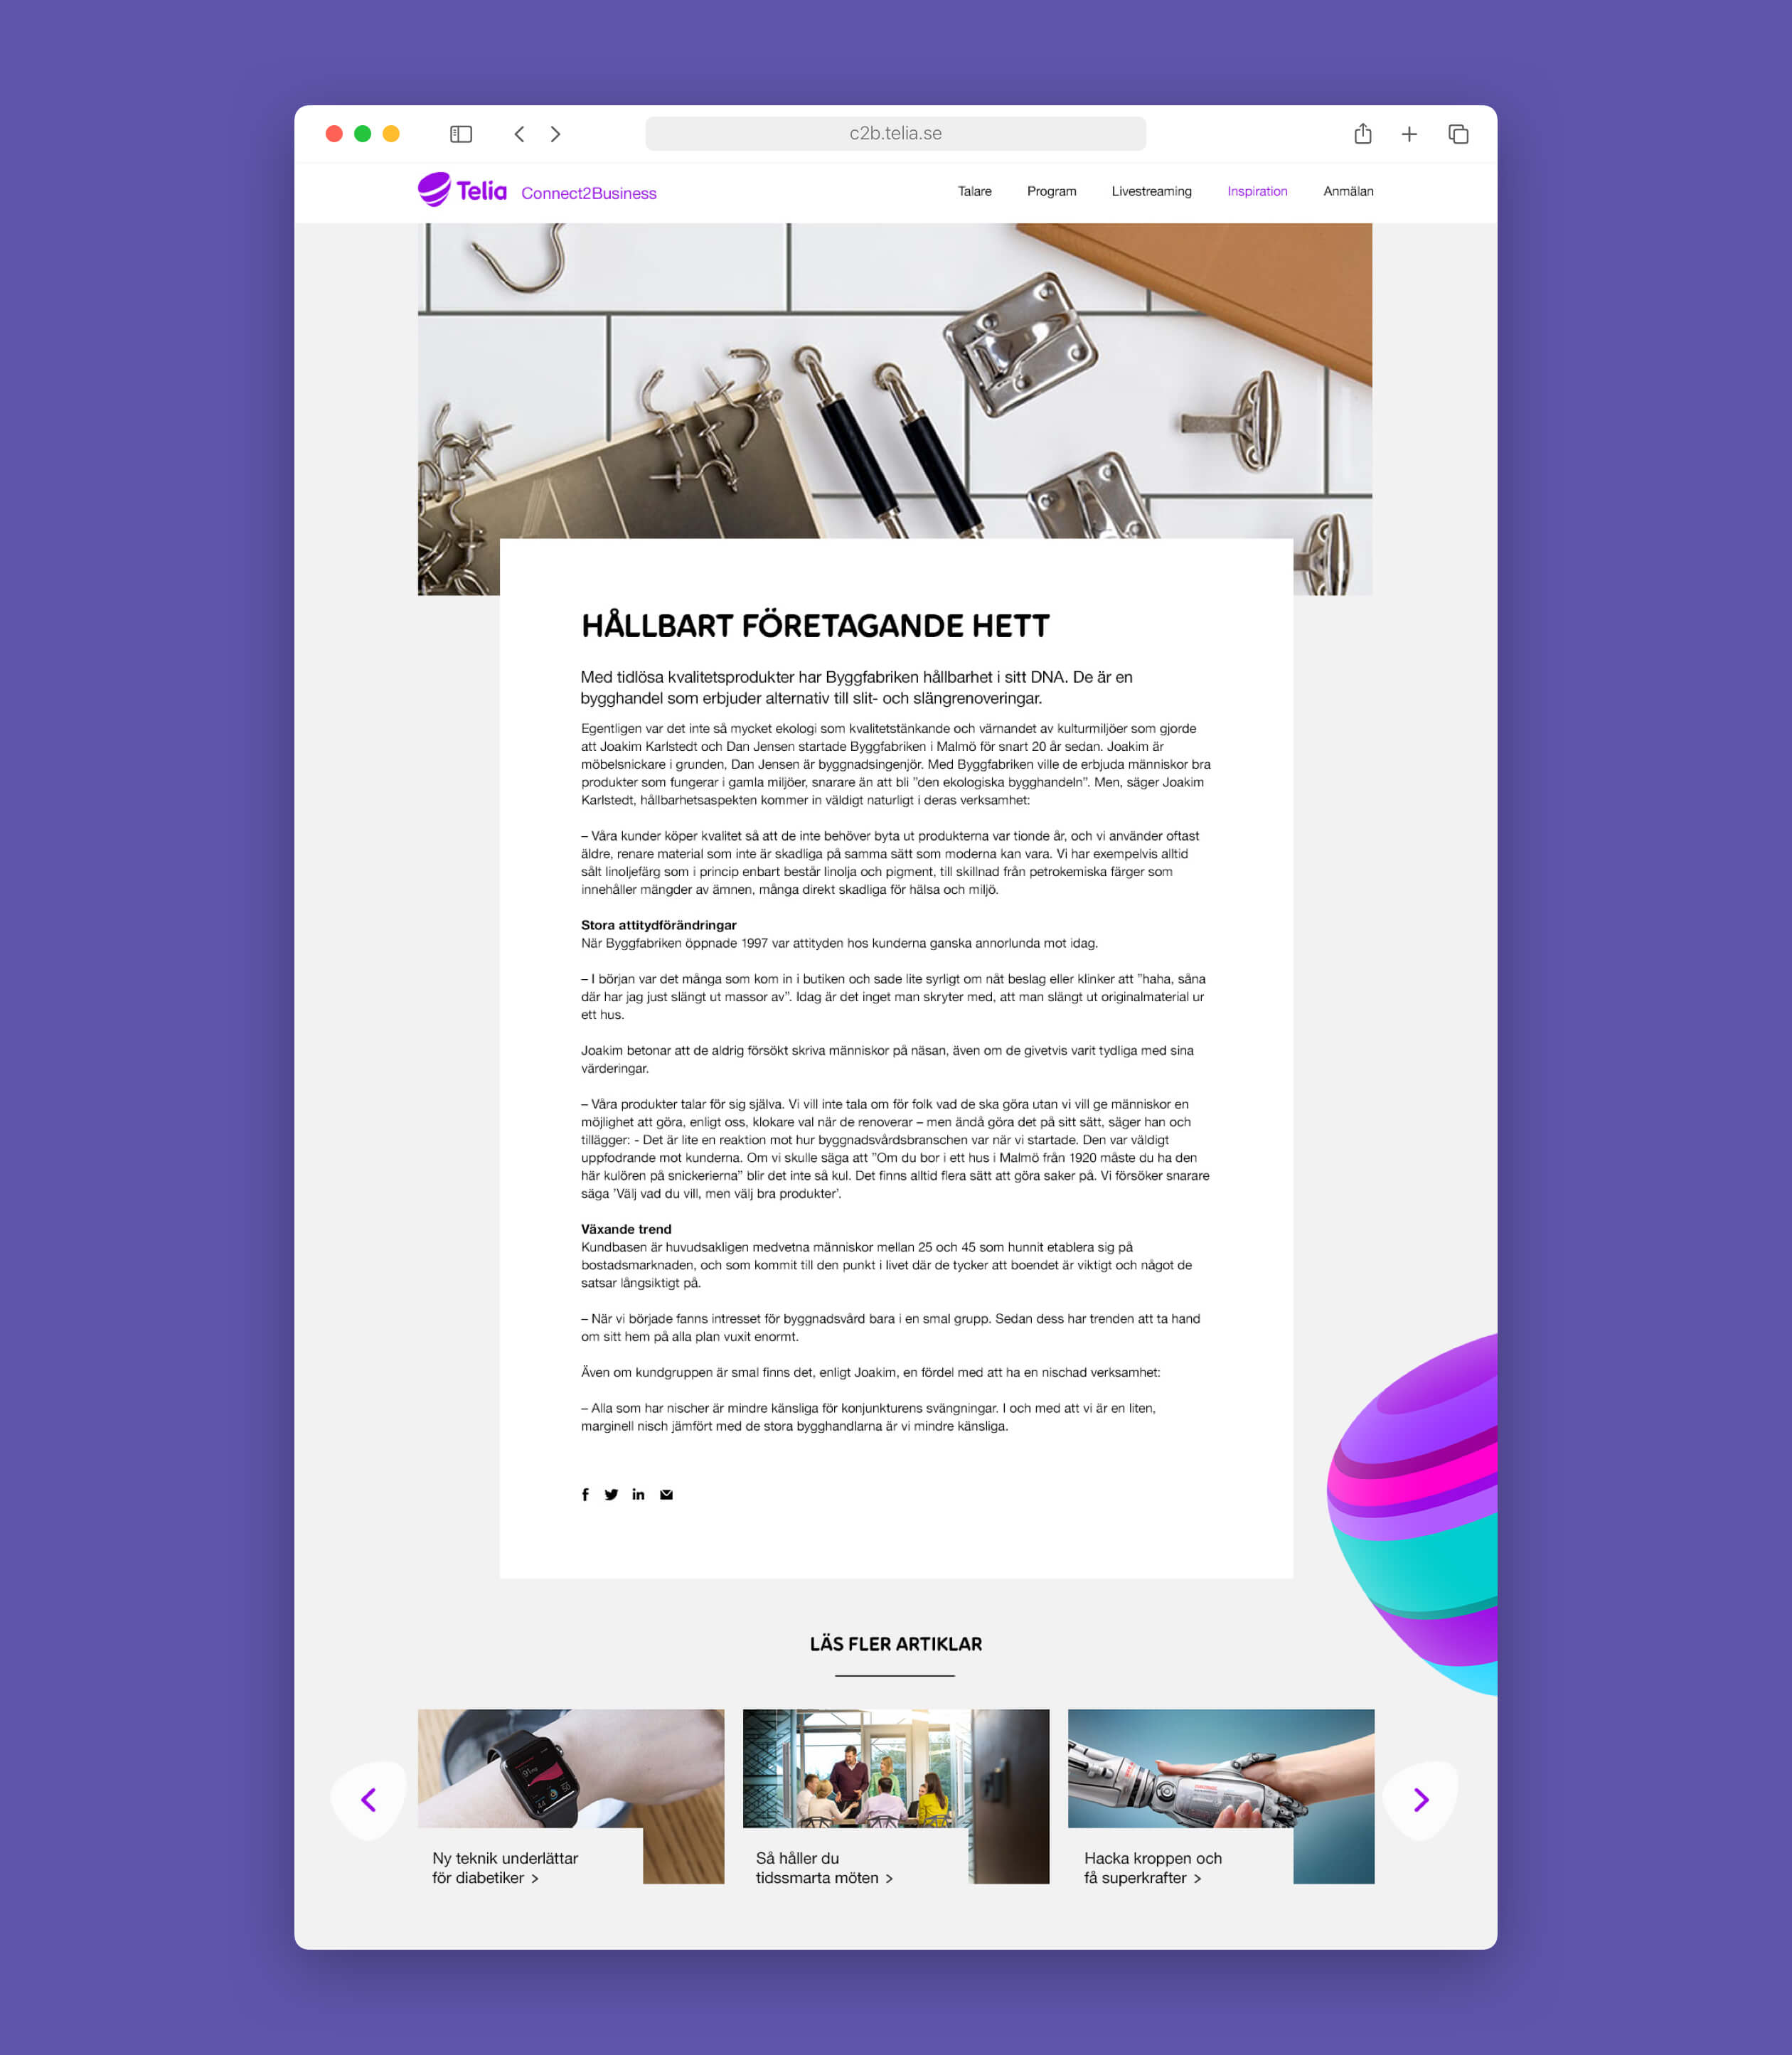 c2b.telia.se
Telia Connect2Business
Talare Program Livestreaming Inspiration Anmälan
HÅLLBART FÖRETAGANDE HETT
Med tidlösa kvalitetsprodukter har Byggfabriken hållbarhet i sitt DNA. De är en
bygghandel som erbjuder alternativ till slit- och slängrenoveringar.
Egentligen var det inte så mycket ekologi som kvalitetstänkande och värnandet av kulturmiljöer som gjorde
att Joakim Karlstedt och Dan Jensen startade Byggfabriken i Malmö för snart 20 år sedan. Joakim är
möbelsnickare i grunden, Dan Jensen är byggnadsingenjör. Med Byggfabriken ville de erbjuda människor bra
produkter som fungerar i gamla miljöer, snarare än att bli ”den ekologiska bygghandeln”. Men, säger Joakim
Karlstedt, hållbarhetsaspekten kommer in väldigt naturligt i deras verksamhet:
– Våra kunder köper kvalitet så att de inte behöver byta ut produkterna var tionde år, och vi använder oftast
äldre, renare material som inte är skadliga på samma sätt som moderna kan vara. Vi har exempelvis alltid
sålt linoljefärg som i princip enbart består linolja och pigment, till skillnad från petrokemiska färger som
innehåller mängder av ämnen, många direkt skadliga för hälsa och miljö.
Stora attitydförändringar
När Byggfabriken öppnade 1997 var attityden hos kunderna ganska annorlunda mot idag.
– I början var det många som kom in i butiken och sade lite syrligt om nåt beslag eller klinker att ”haha, såna
där har jag just slängt ut massor av”. Idag är det inget man skryter med, att man slängt ut originalmaterial ur
ett hus.
Joakim betonar att de aldrig försökt skriva människor på näsan, även om de givetvis varit tydliga med sina
värderingar.
– Våra produkter talar för sig själva. Vi vill inte tala om för folk vad de ska göra utan vi vill ge människor en
möjlighet att göra, enligt oss, klokare val när de renoverar – men ändå göra det på sitt sätt, säger han och
tillägger: - Det är lite en reaktion mot hur byggnadsvårdsbranschen var när vi startade. Den var väldigt
uppfodrande mot kunderna. Om vi skulle säga att ”Om du bor i ett hus i Malmö från 1920 måste du ha den
här kulören på snickerierna” blir det inte så kul. Det finns alltid flera sätt att göra saker på. Vi försöker snarare
säga ’Välj vad du vill, men välj bra produkter’.
Växande trend
Kundbasen är huvudsakligen medvetna människor mellan 25 och 45 som hunnit etablera sig på
bostadsmarknaden, och som kommit till den punkt i livet där de tycker att boendet är viktigt och något de
satsar långsiktigt på.
– När vi började fanns intresset för byggnadsvård bara i en smal grupp. Sedan dess har trenden att ta hand
om sitt hem på alla plan vuxit enormt.
Även om kundgruppen är smal finns det, enligt Joakim, en fördel med att ha en nischad verksamhet:
– Alla som har nischer är mindre känsliga för konjunkturens svängningar. I och med att vi är en liten,
marginell nisch jämfört med de stora bygghandlarna är vi mindre känsliga.
LÄS FLER ARTIKLAR
Ny teknik underlättar
för diabetiker >
Så håller du
tidssmarta möten >
Hacka kroppen och
få superkrafter >